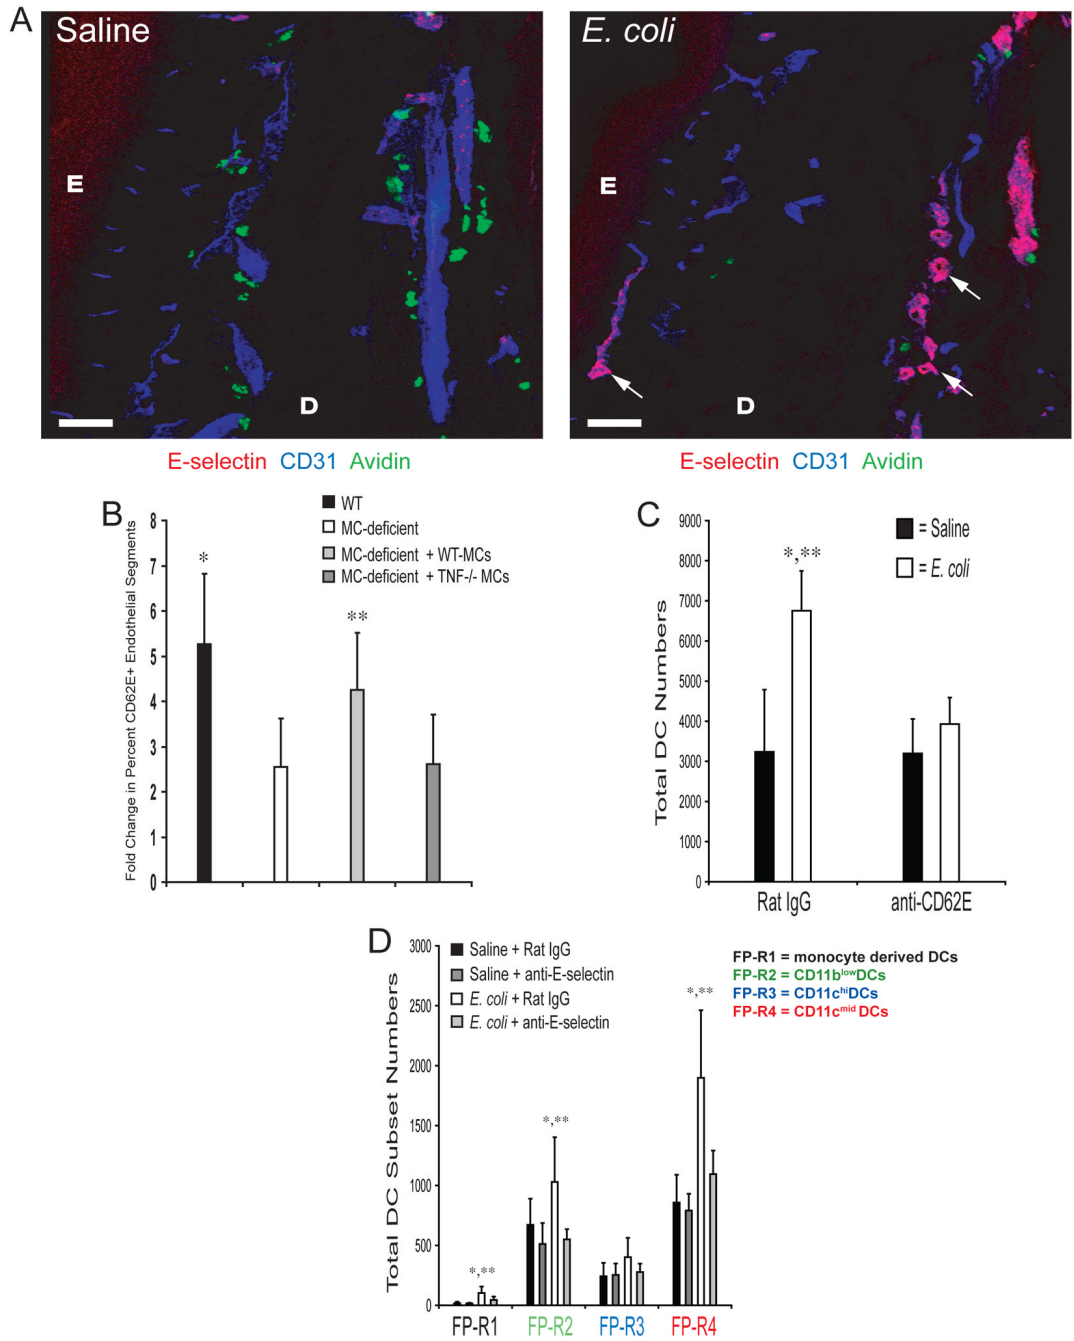 A
Saline
E. coli
E
D
E
D
E-selectin CD31 Avidin
E-selectin CD31 Avidin
B
WT
MC-deficient
MC-deficient + WT-MCs
MC-deficient + TNF-/- MCs
Fold Change in Percent CD62E+ Endothelial Segments
8
7
6
5
4
3
2
1
0
*
**
C
= Saline
= E. coli
Total DC Numbers
9000
8000
7000
6000
5000
4000
3000
2000
1000
0
*,**
Rat IgG
anti-CD62E
D
Saline + Rat IgG
Saline + anti-E-selectin
E. coli + Rat IgG
E. coli + anti-E-selectin
FP-R1 = monocyte derived DCs
FP-R2 = CD11blowDCs
FP-R3 = CD11chiDCs
FP-R4 = CD11cmid DCs
Total DC Subset Numbers
3000
2500
2000
1500
1000
500
0
*,**
*,**
*,**
FP-R1
FP-R2
FP-R3
FP-R4